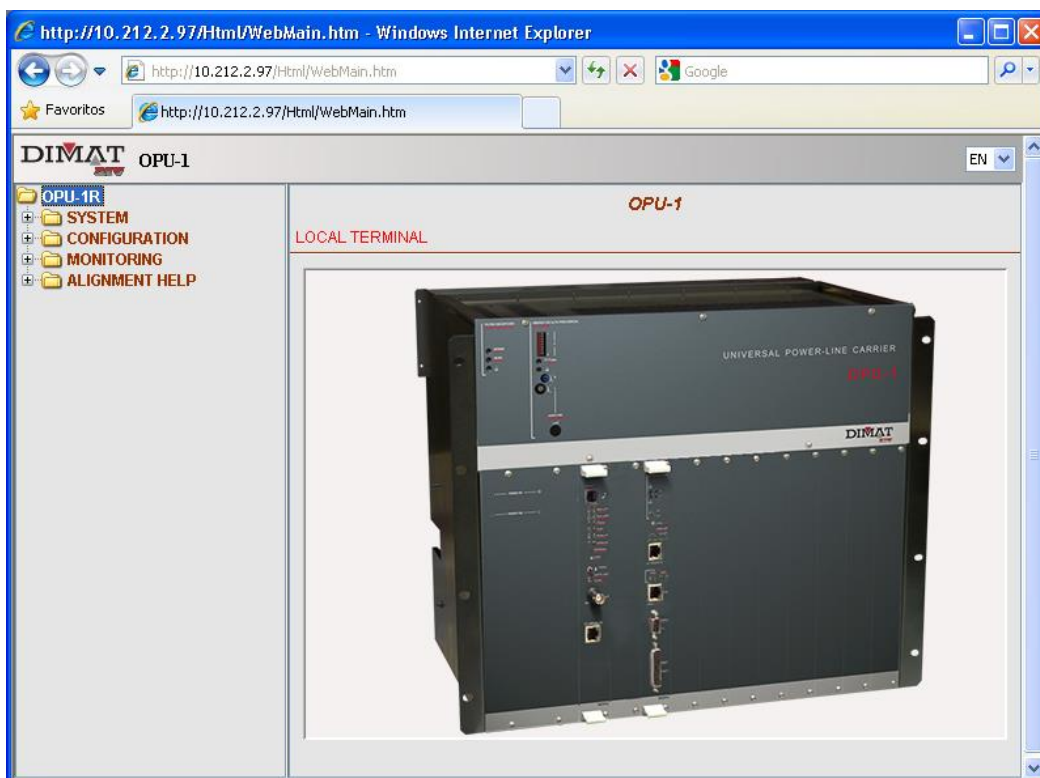 http://10.212.2.97/Html/WebMain.htm - Windows Internet Explorer
http://10.212.2.97/Html/WebMain.htm
Google
Favoritos
http://10.212.2.97/Html/WebMain.htm
DIMAT OPU-1
EN
OPU-1R
SYSTEM
CONFIGURATION
MONITORING
ALIGNMENT HELP
OPU-1
LOCAL TERMINAL
UNIVERSAL POWER-LINE CARRIER
OPU-1
DIMAT